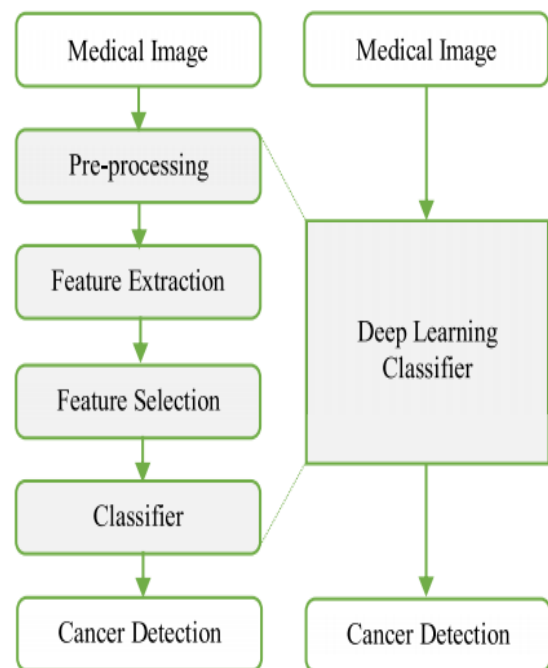 Medical Image
Pre-processing
Feature Extraction
Feature Selection
Classifier
Cancer Detection
Medical Image
Deep Learning
Classifier
Cancer Detection